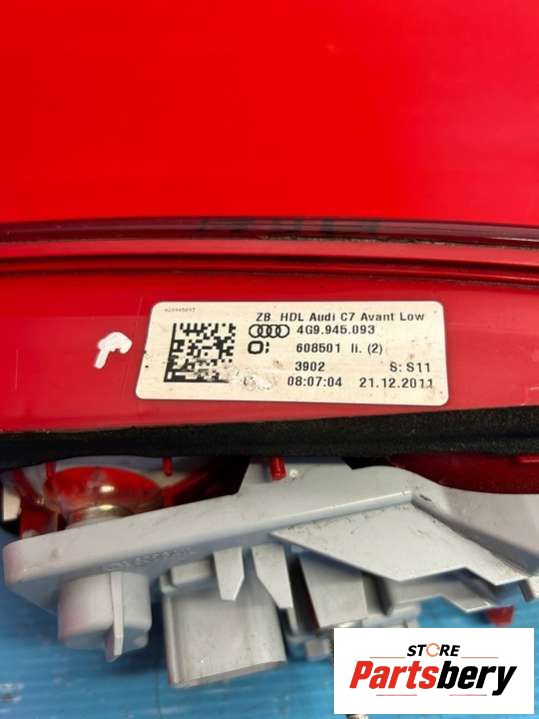 ZB HDL Audi C7 Avant Low
4G9.945.093
608501 li. (2)
3902 S: S11
08:07:04 21.12.2011
STORE
Partsbery